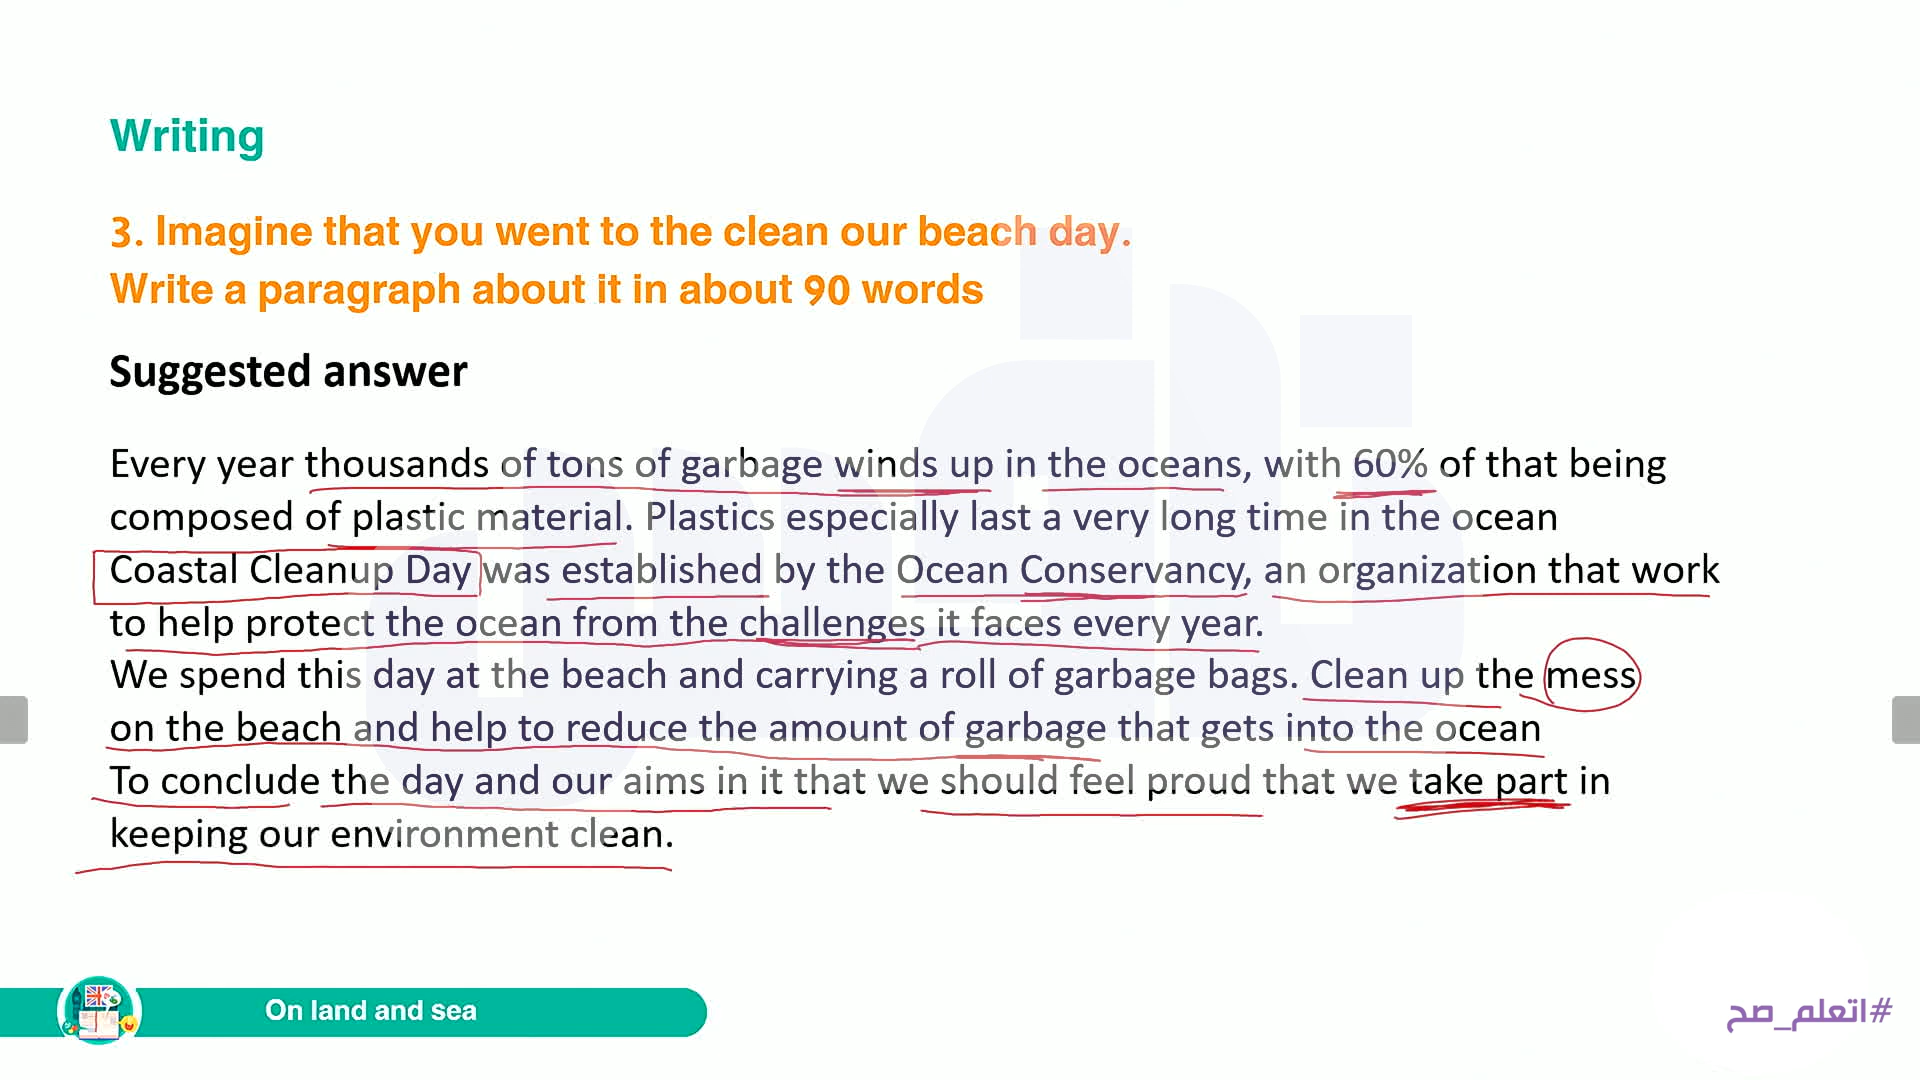 Writing
3. Imagine that you went to the clean our beach day.
Write a paragraph about it in about 90 words
Suggested answer
Every year thousands of tons of garbage winds up in the oceans, with 60% of that being
composed of plastic material. Plastics especially last a very long time in the ocean
Coastal Cleanup Day was established by the Ocean Conservancy, an organization that work
to help protect the ocean from the challenges it faces every year.
We spend this day at the beach and carrying a roll of garbage bags. Clean up the mess
on the beach and help to reduce the amount of garbage that gets into the ocean
To conclude the day and our aims in it that we should feel proud that we take part in
keeping our environment clean.
On land and sea
#اتعلم_صح